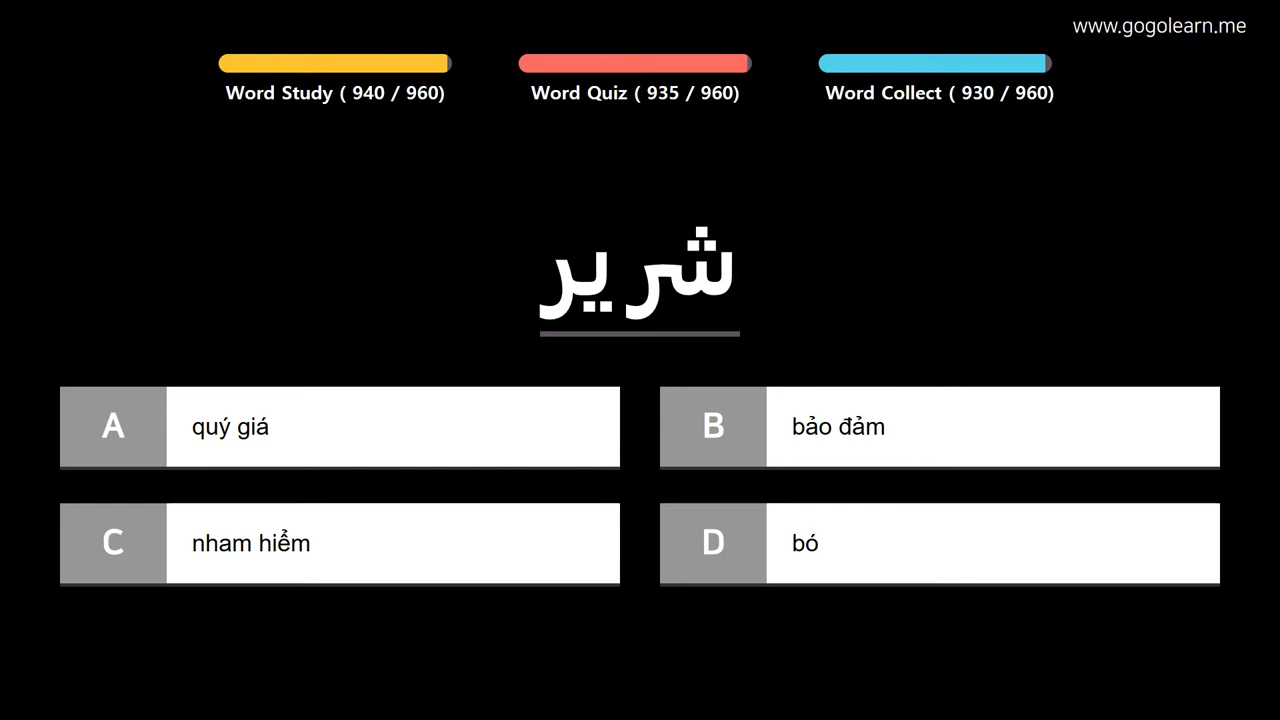 www.gogolearn.me
Word Study ( 940 / 960)
Word Quiz ( 935 / 960)
Word Collect ( 930 / 960)
شرير
A
quý giá
B
bảo đảm
C
nham hiểm
D
bó